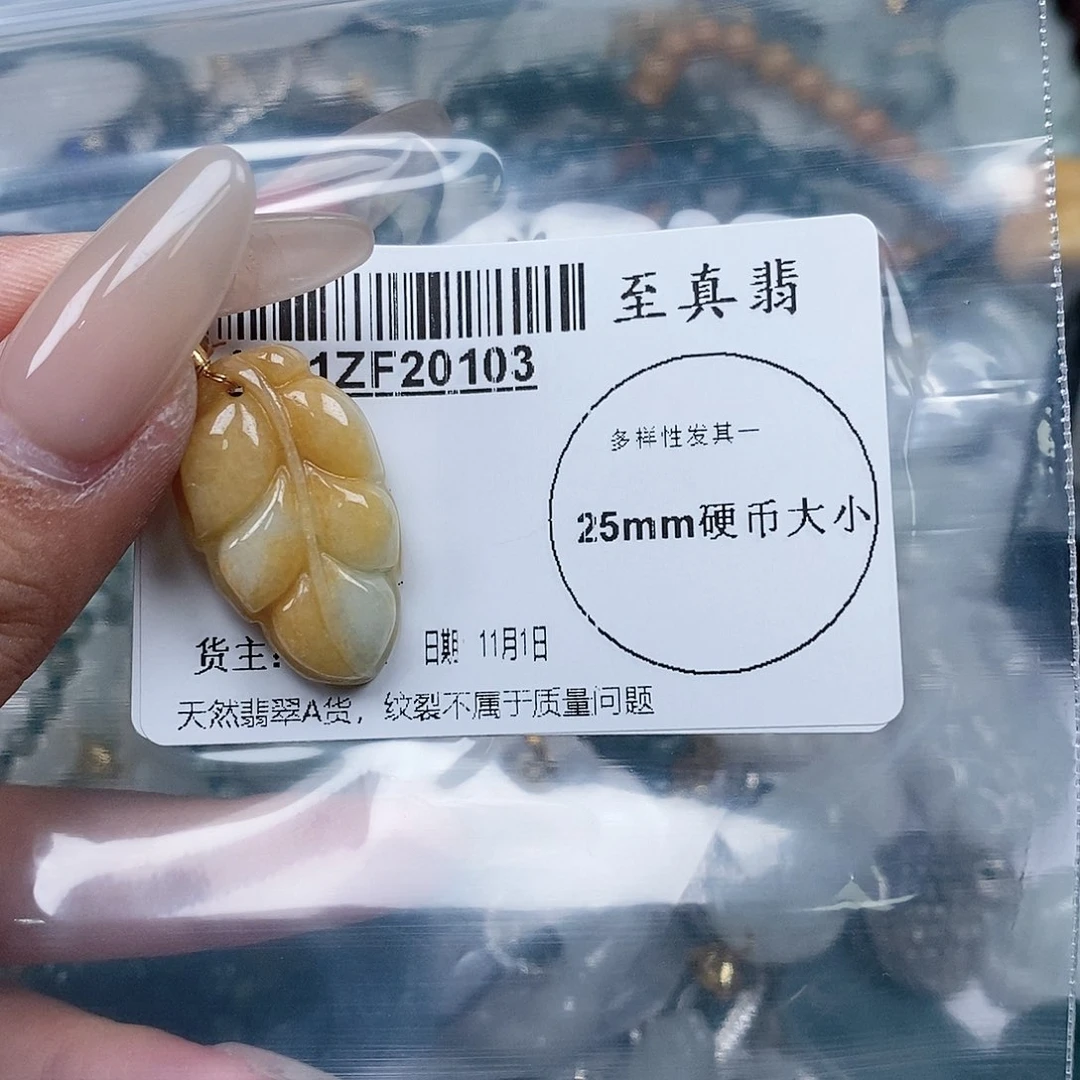 至真翡
1ZF20103
多样性发其一
25mm硬币大小
货主:
日期 11月1日
天然翡翠A货，纹裂不属于质量问题